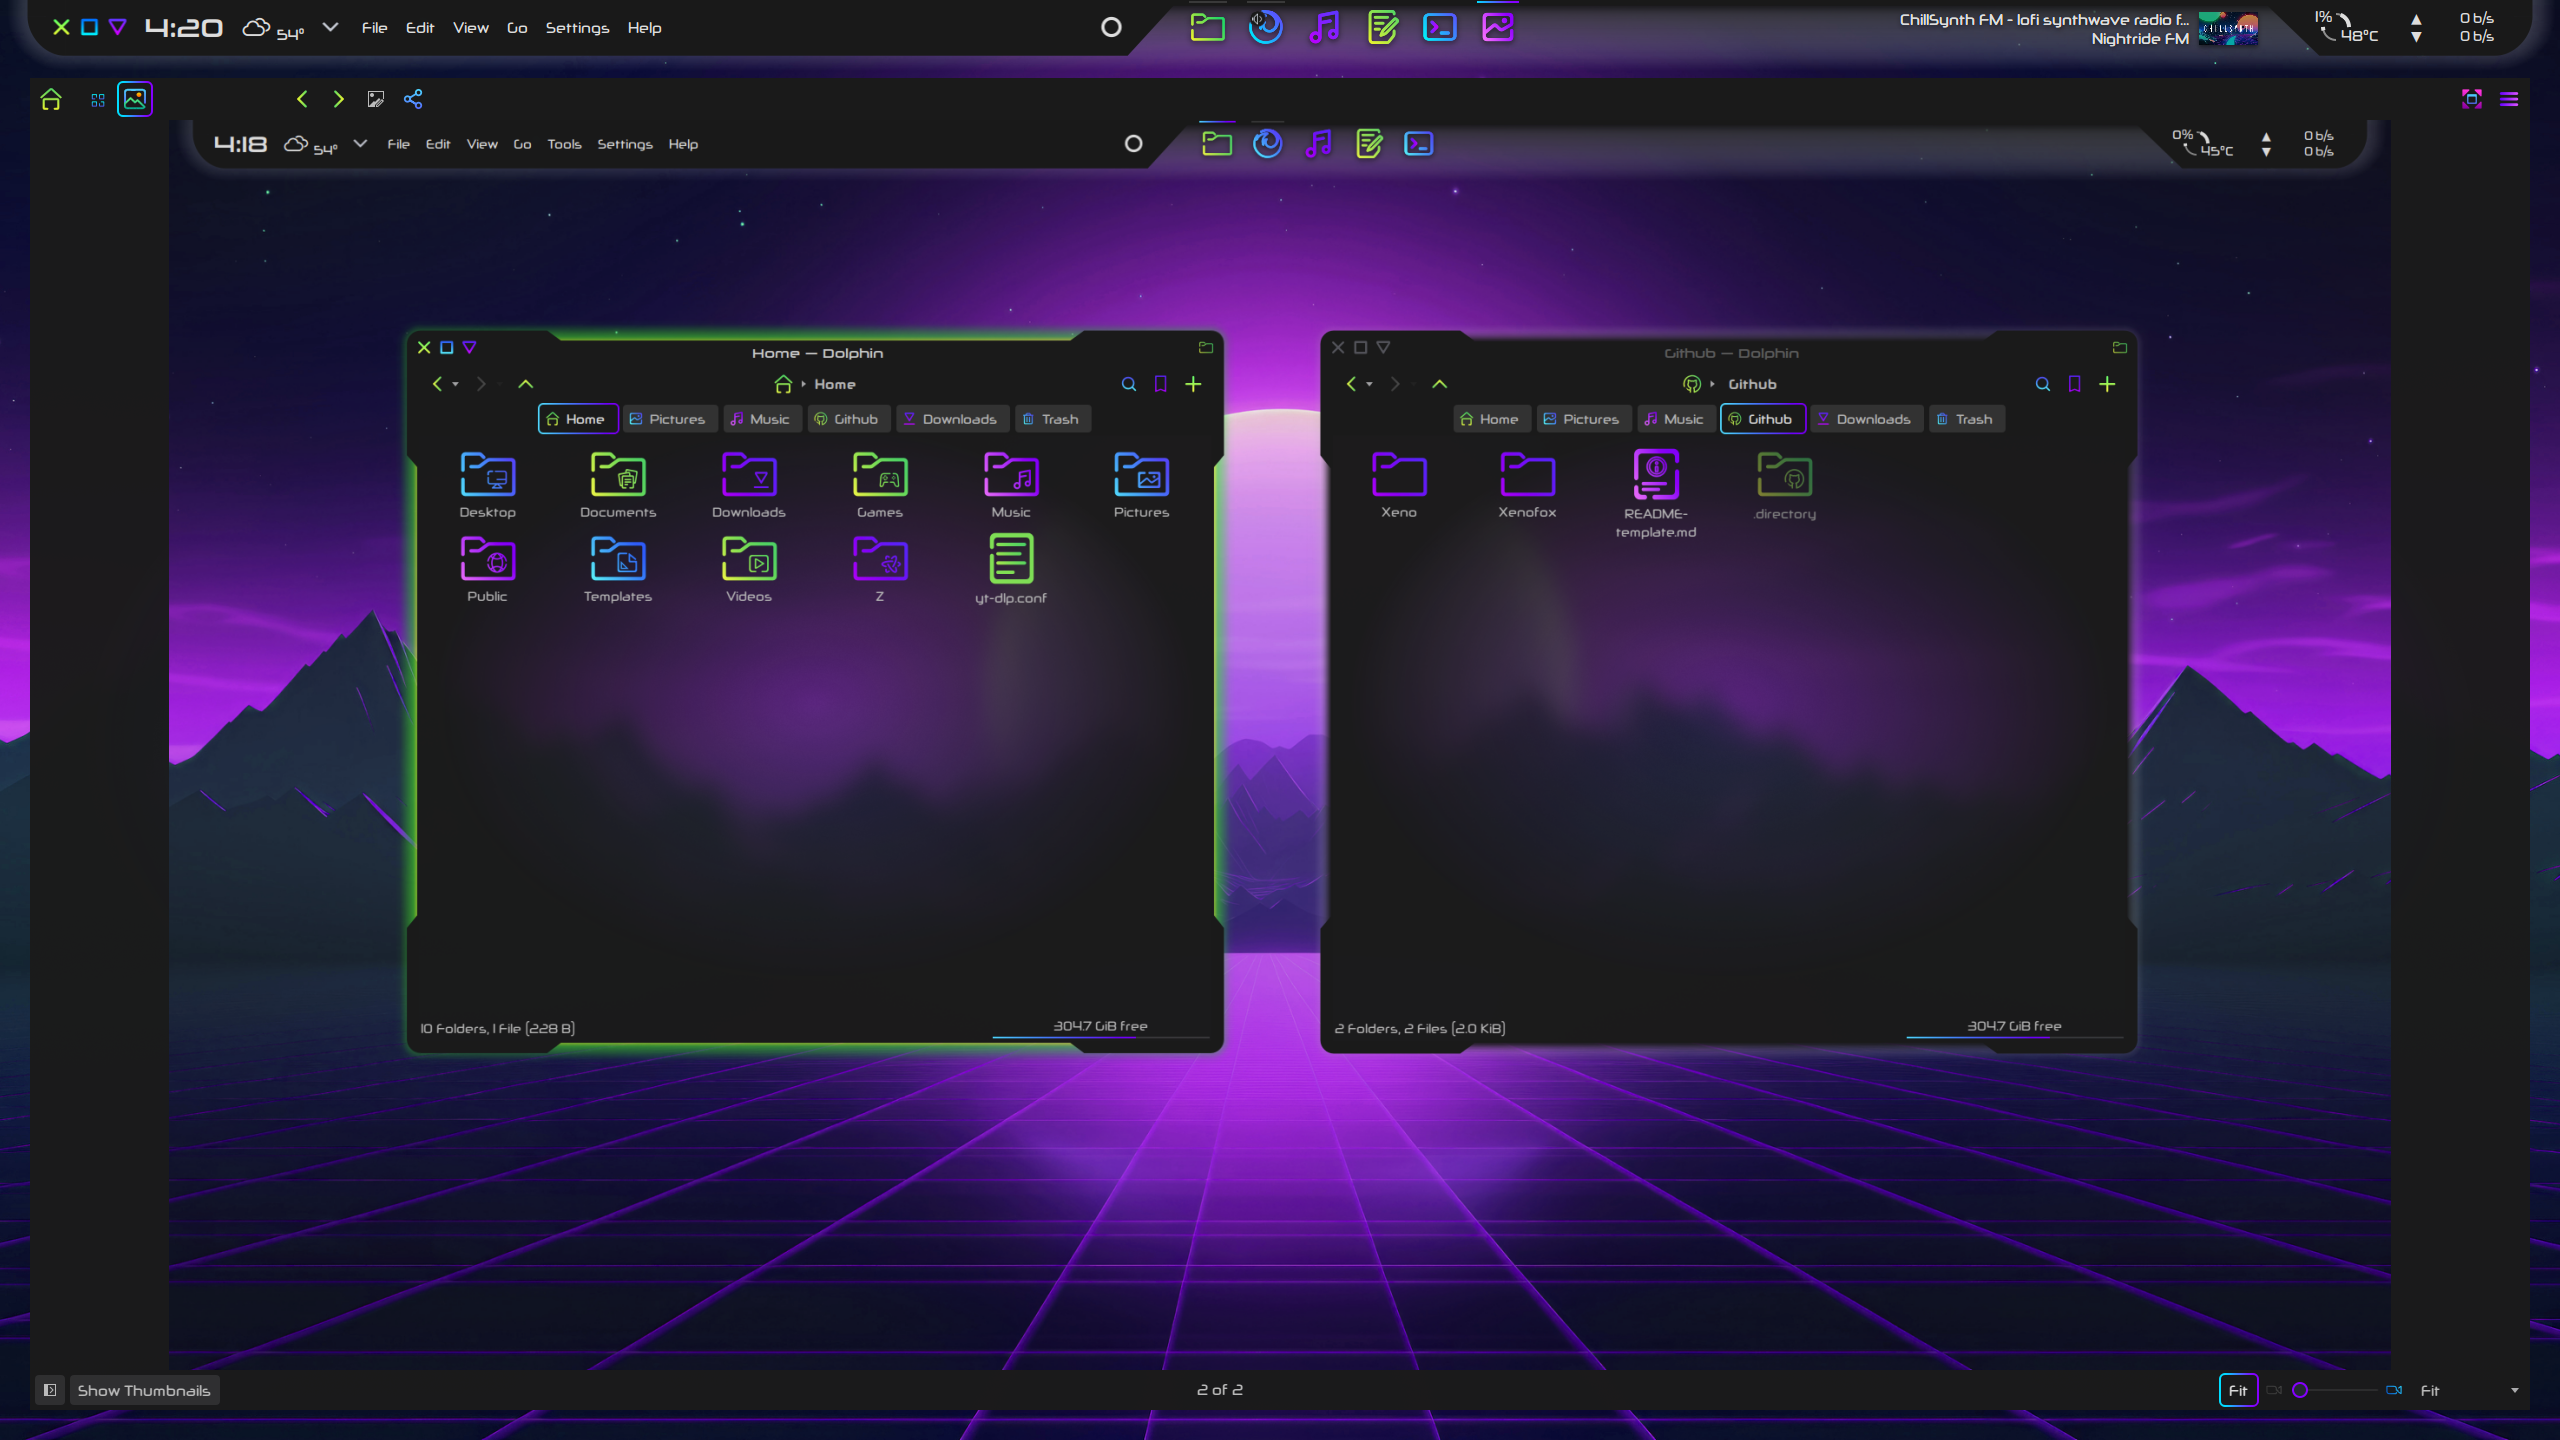 4:20 54° File Edit View Go Settings Help
ChillSynth FM - lofi synthwave radio f...
Nightride FM
CHILLSYNTH
1% 0 b/s
48°C 0 b/s
4:18 54° File Edit View Go Tools Settings Help
0% 0 b/s
45°C 0 b/s
Home — Dolphin
Home
Home Pictures Music Github Downloads Trash
Desktop Documents Downloads Games Music Pictures
Public Templates Videos Z yt-dlp.conf
10 Folders, 1 File (228 B) 304.7 GiB free
Github — Dolphin
Github
Home Pictures Music Github Downloads Trash
Xeno Xenofox README-
template.md .directory
2 Folders, 2 Files (2.0 KiB) 304.7 GiB free
Show Thumbnails 2 of 2 Fit Fit